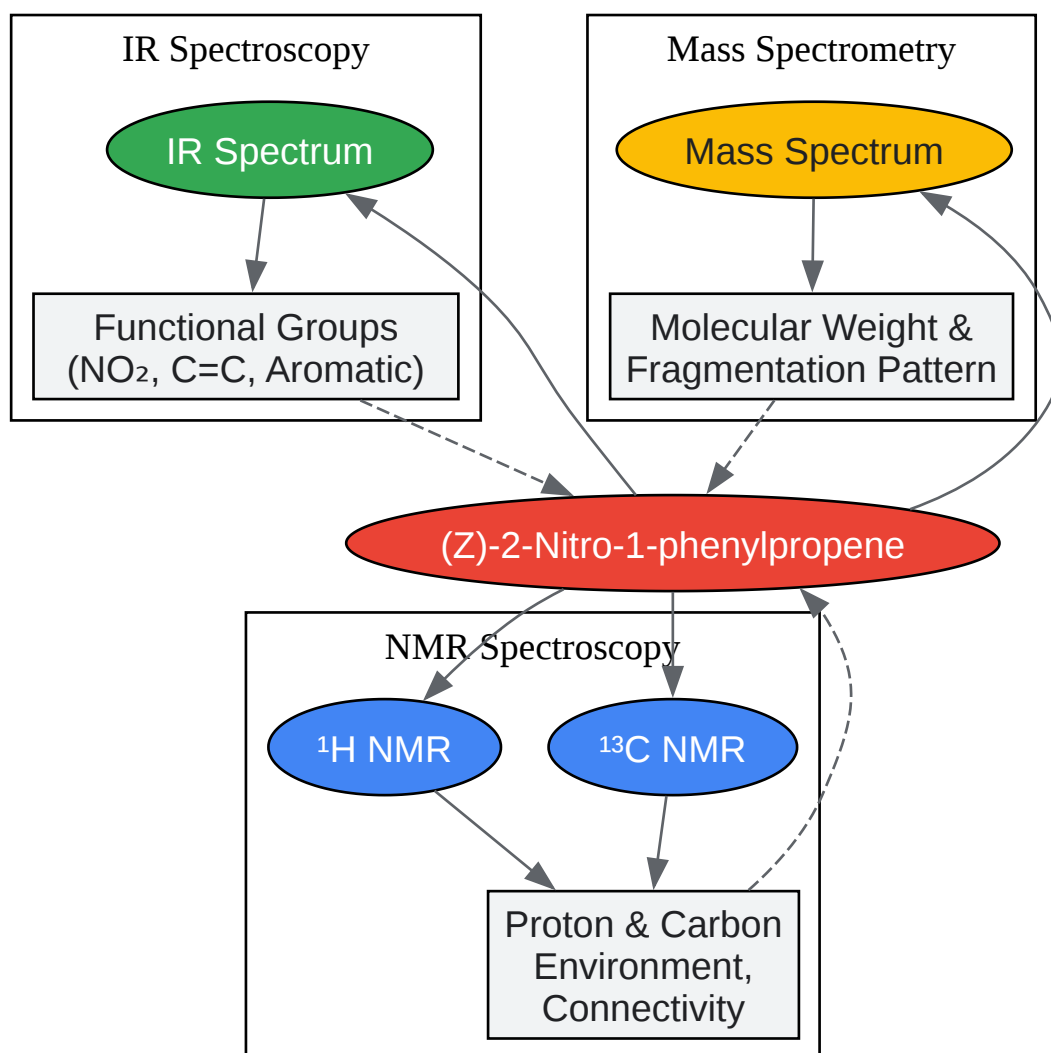 IR Spectroscopy
Mass Spectrometry
IR Spectrum
Mass Spectrum
Functional Groups
(NO₂, C=C, Aromatic)
Molecular Weight &
Fragmentation Pattern
(Z)-2-Nitro-1-phenylpropene
NMR Spectroscopy
¹H NMR
¹³C NMR
Proton & Carbon
Environment,
Connectivity